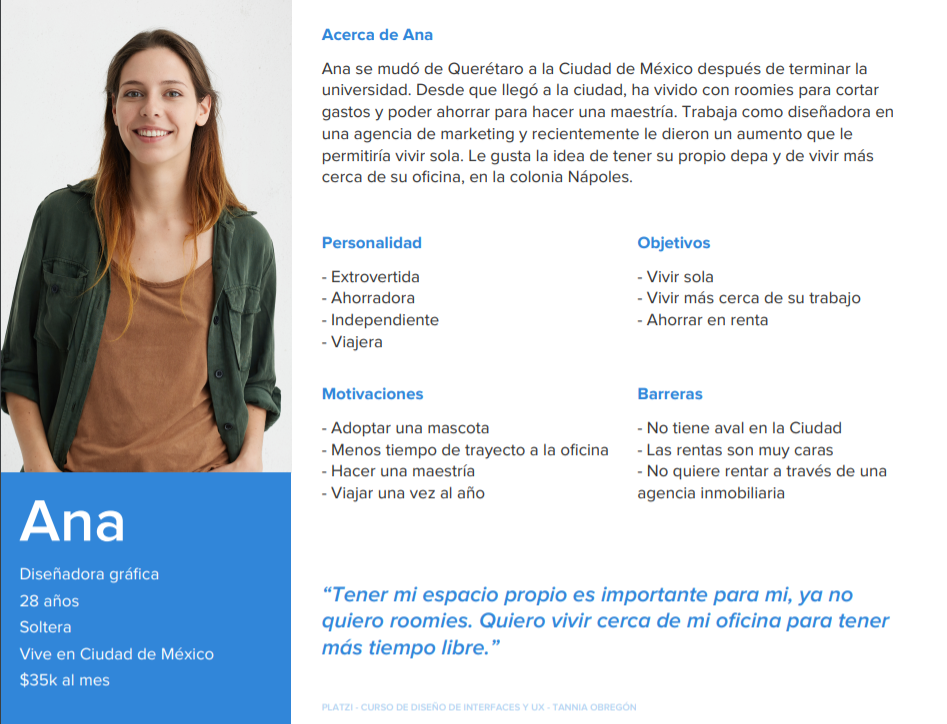 Acerca de Ana
Ana se mudó de Querétaro a la Ciudad de México después de terminar la
universidad. Desde que llegó a la ciudad, ha vivido con roomies para cortar
gastos y poder ahorrar para hacer una maestría. Trabaja como diseñadora en
una agencia de marketing y recientemente le dieron un aumento que le
permitiría vivir sola. Le gusta la idea de tener su propio depa y de vivir más
cerca de su oficina, en la colonia Nápoles.
Personalidad
- Extrovertida
- Ahorradora
- Independiente
- Viajera
Objetivos
- Vivir sola
- Vivir más cerca de su trabajo
- Ahorrar en renta
Motivaciones
- Adoptar una mascota
- Menos tiempo de trayecto a la oficina
- Hacer una maestría
- Viajar una vez al año
Barreras
- No tiene aval en la Ciudad
- Las rentas son muy caras
- No quiere rentar a través de una
agencia inmobiliaria
Ana
Diseñadora gráfica
28 años
Soltera
Vive en Ciudad de México
$35k al mes
“Tener mi espacio propio es importante para mi, ya no
quiero roomies. Quiero vivir cerca de mi oficina para tener
más tiempo libre.”
PLATZI - CURSO DE DISEÑO DE INTERFACES Y UX - TANNIA OBREGÓN